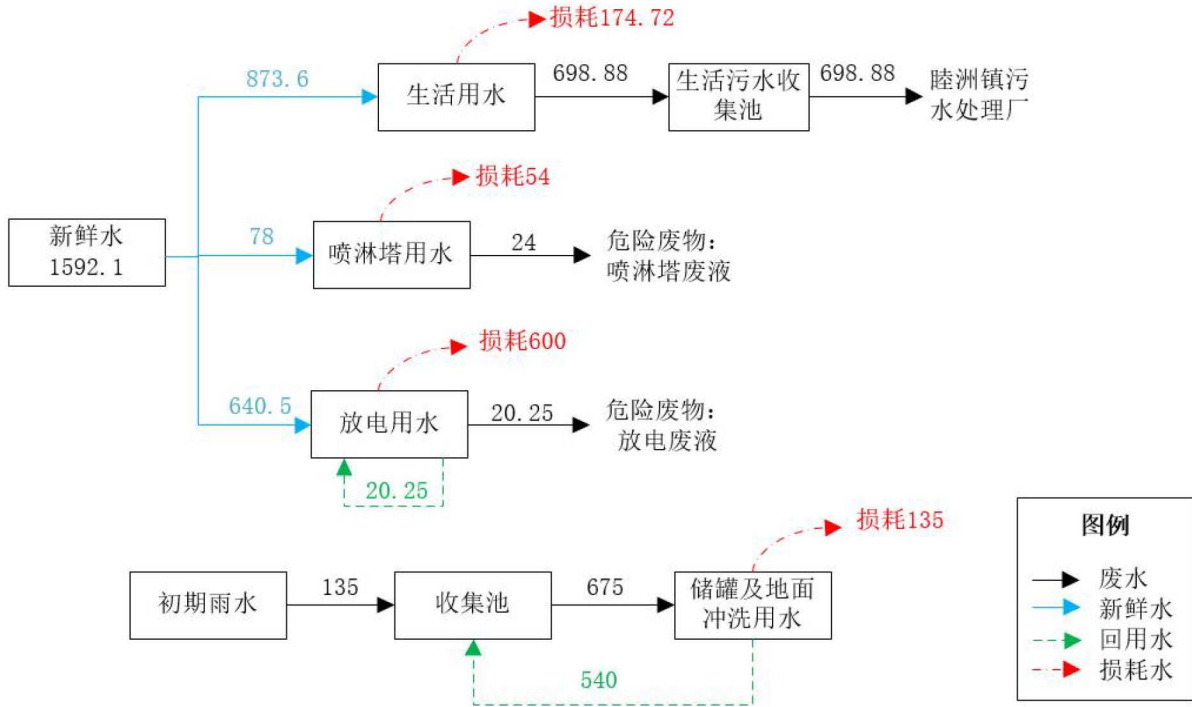 损耗174.72
873.6
生活用水
698.88
生活污水收
集池
698.88
睦洲镇污
水处理厂
损耗54
新鲜水
1592.1
78
喷淋塔用水
24
危险废物：
喷淋塔废液
损耗600
640.5
放电用水
20.25
危险废物：
放电废液
20.25
损耗135
初期雨水
135
收集池
675
储罐及地面
冲洗用水
540
图例
废水
新鲜水
回用水
损耗水